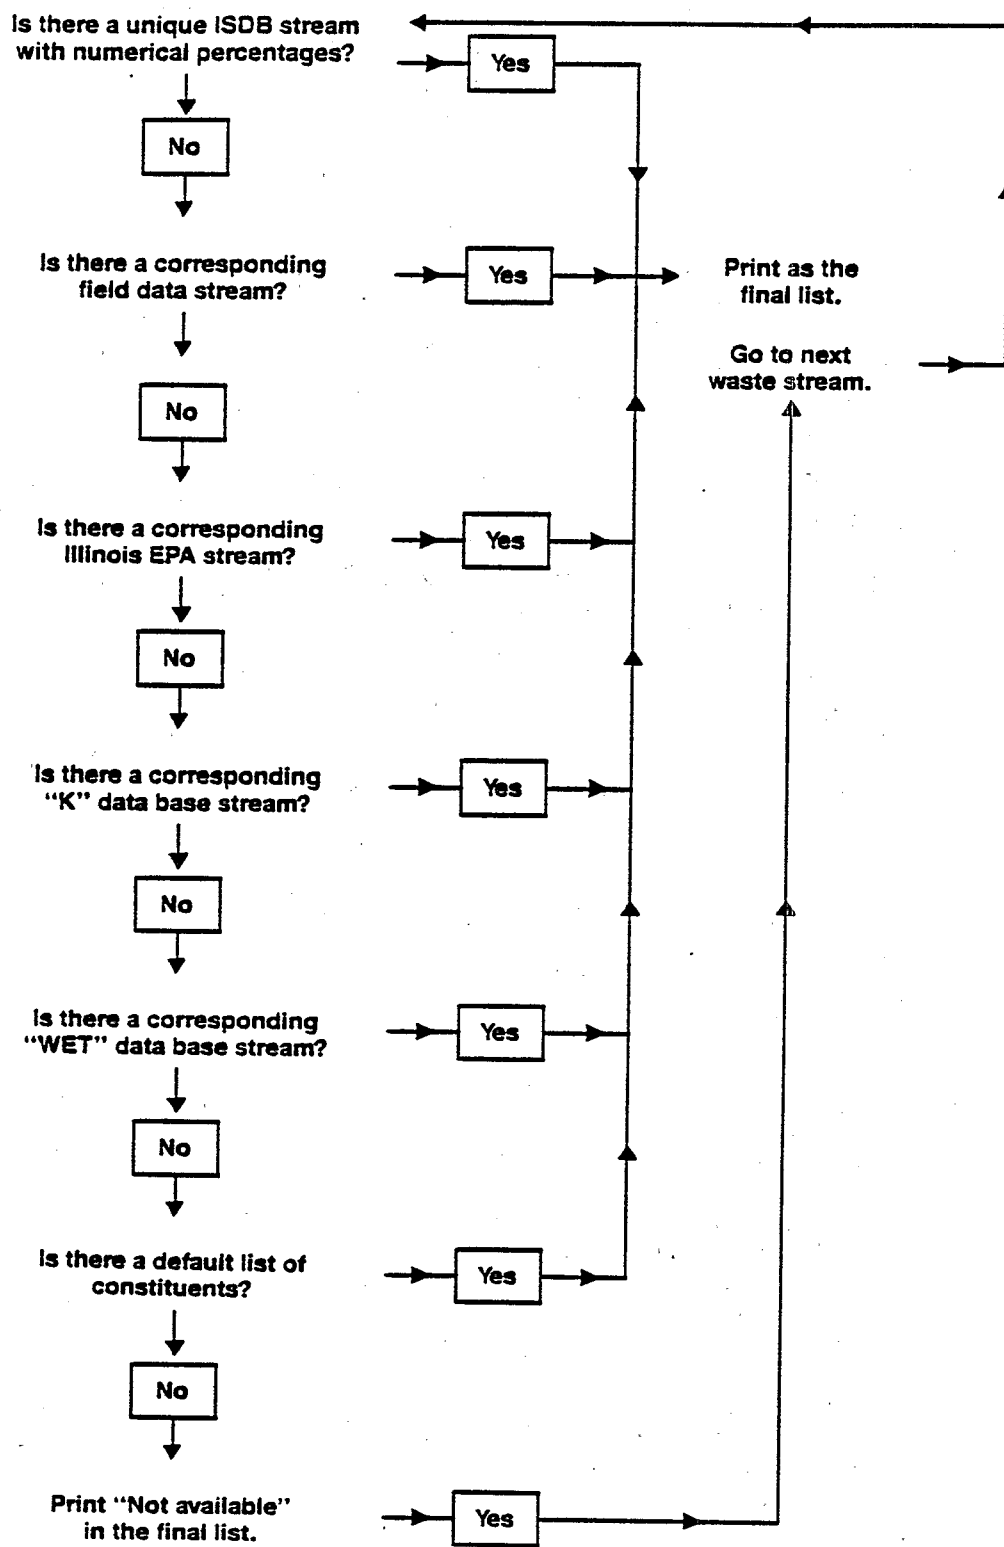 Is there a unique ISDB stream
with numerical percentages?
Yes
No
Is there a corresponding
field data stream?
Yes
Print as the
final list.
Go to next
waste stream.
No
Is there a corresponding
Illinois EPA stream?
Yes
No
Is there a corresponding
“K” data base stream?
Yes
No
Is there a corresponding
“WET” data base stream?
Yes
No
Is there a default list of
constituents?
Yes
No
Print “Not available”
in the final list.
Yes